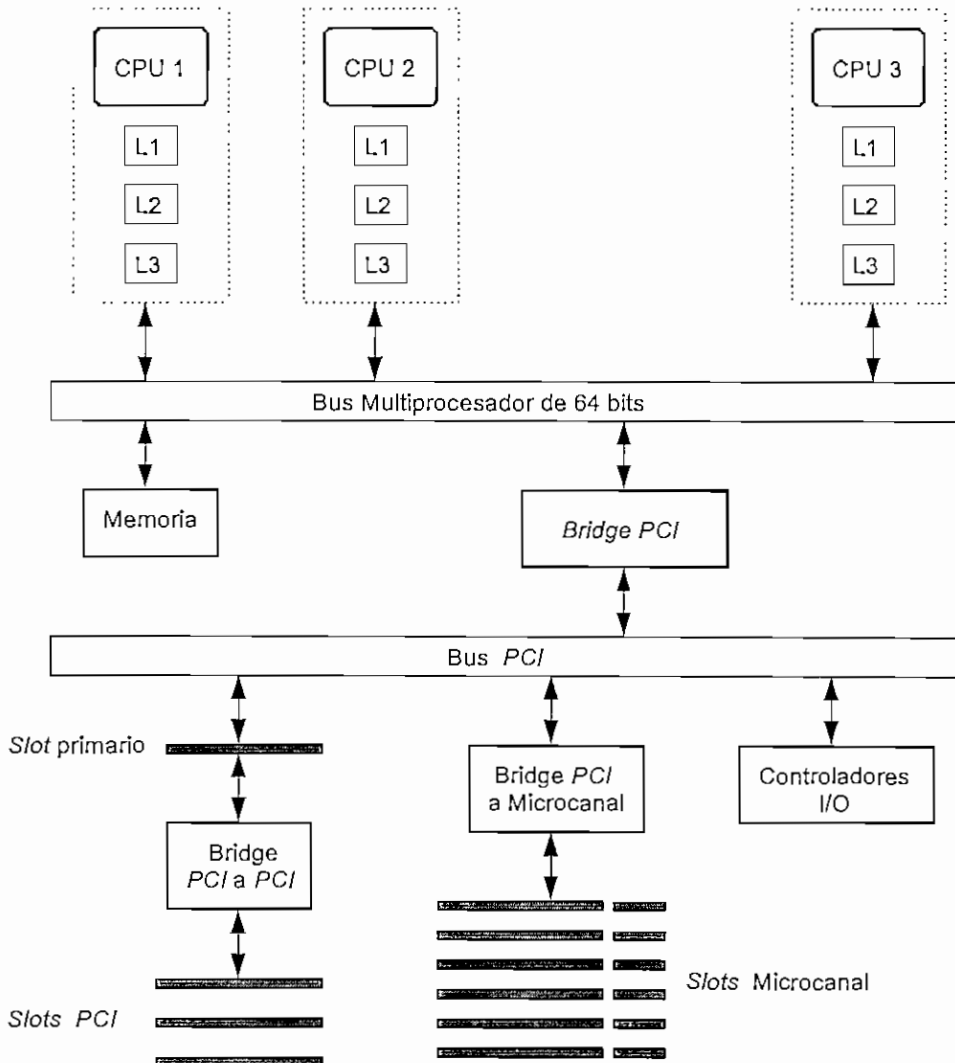 CPU 1
CPU 2
CPU 3
L1
L1
L1
L2
L2
L2
L3
L3
L3
Bus Multiprocesador de 64 bits
Memoria
Bridge PCI
Bus PCI
Slot primario
Bridge PCI
a Microcanal
Controladores
I/O
Bridge
PCI a PCI
Slots Microcanal
Slots PCI